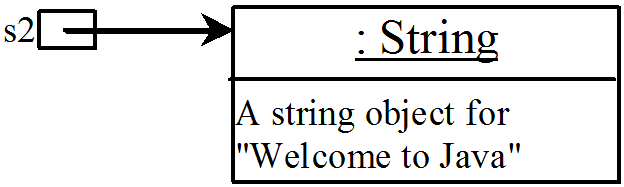 s2
: String
A string object for
"Welcome to Java"